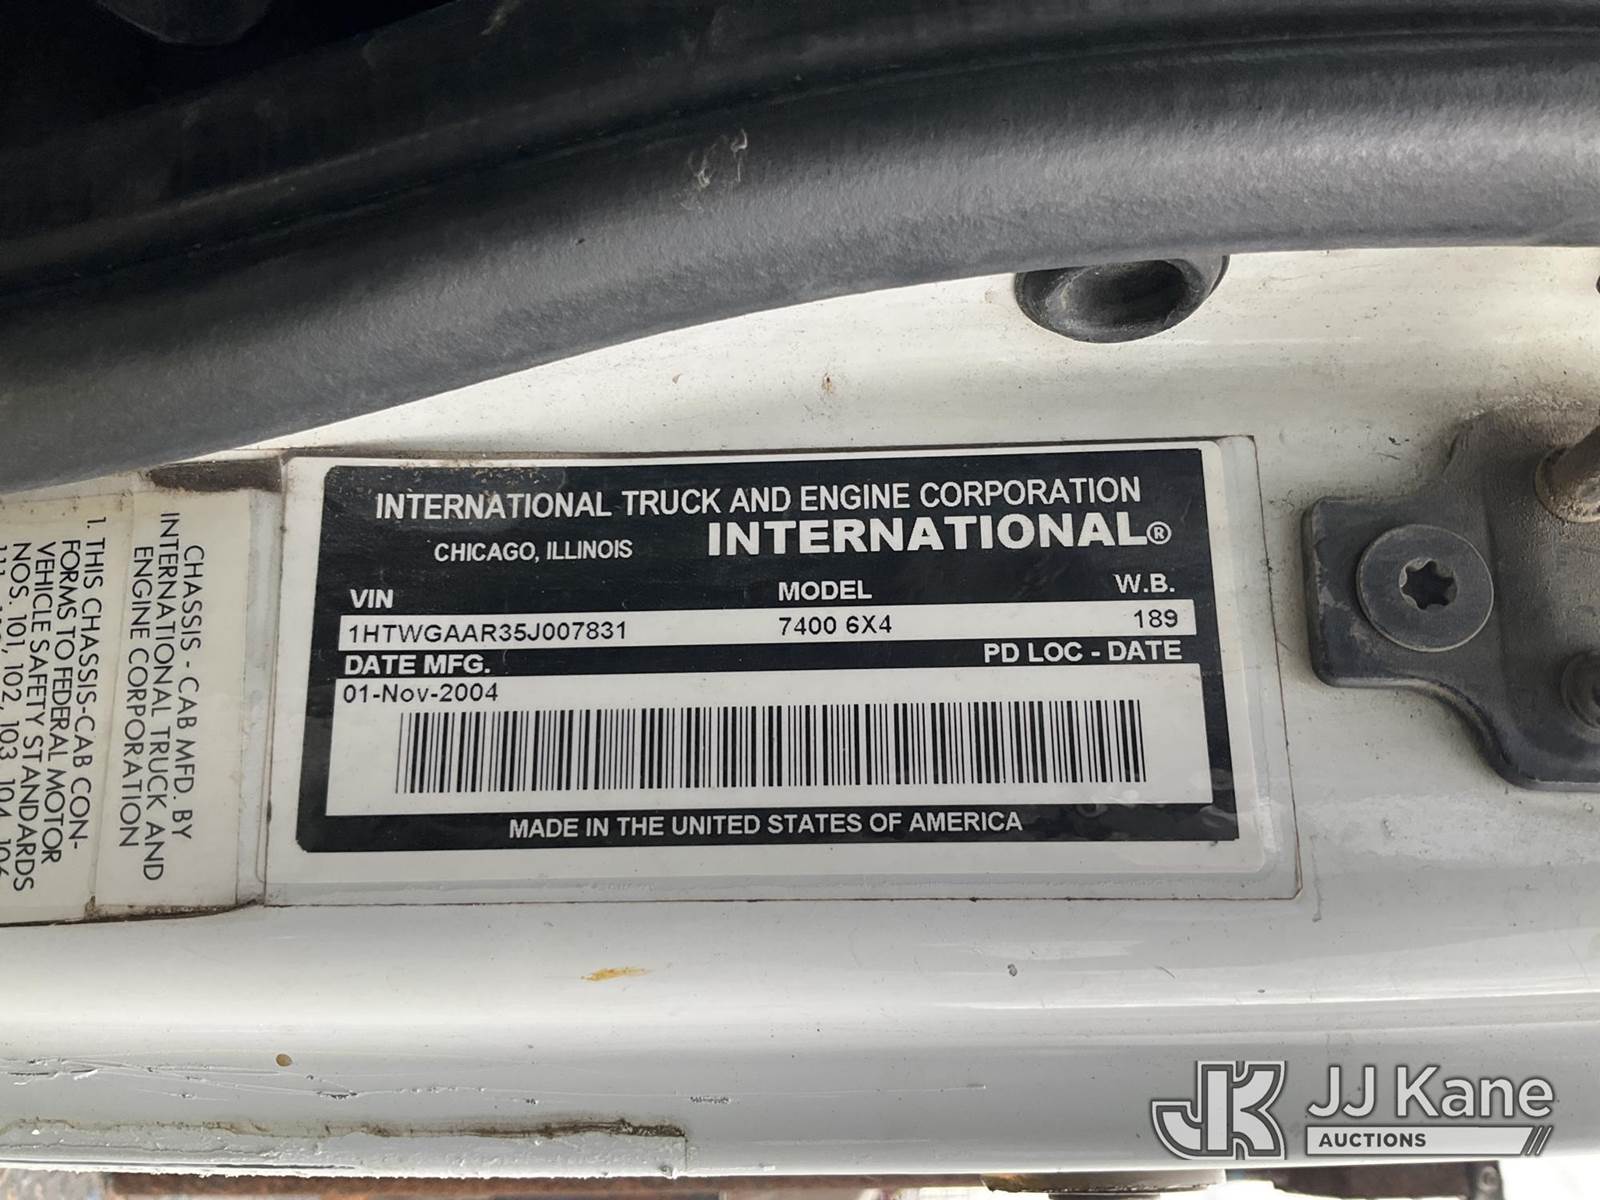 INTERNATIONAL TRUCK AND ENGINE CORPORATION
CHICAGO, ILLINOIS INTERNATIONAL®
VIN MODEL W.B.
1HTWGAAR35J007831 7400 6X4 189
DATE MFG. PD LOC - DATE
01-Nov-2004
MADE IN THE UNITED STATES OF AMERICA
CHASSIS - CAB MFD. BY
INTERNATIONAL TRUCK AND
ENGINE CORPORATION
1. THIS CHASSIS-CAB CON-
FORMS TO FEDERAL MOTOR
VEHICLE SAFETY STANDARDS
NOS. 101, 102, 103, 104, 106
JK JJ Kane
AUCTIONS